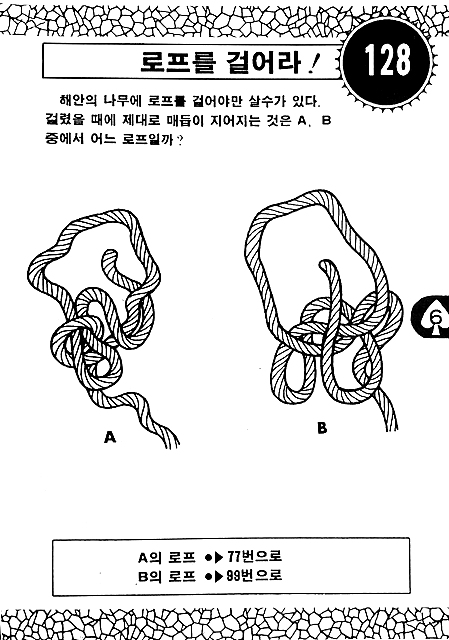 로프를 걸어라!
128
해안의 나무에 로프를 걸어야만 살수가 있다.
걸렸을 때에 제대로 매듭이 지어지는 것은 A, B
중에서 어느 로프일까?
6
A
B
A의 로프 ●▶ 77번으로
B의 로프 ●▶ 99번으로